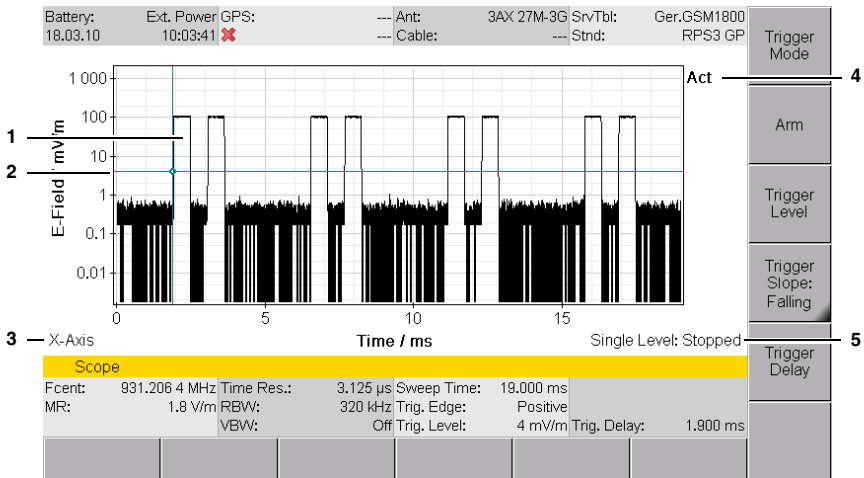 Battery: Ext. Power GPS: --- Ant: 3AX 27M-3G SrvTbl: Ger.GSM1800
18.03.10 10:03:41 --- Cable: --- Stnd: RPS3 GP
Trigger
Mode
Act
4
1 000
100
10
1
0.1
0.01
E-Field / mV/m
1
2
Arm
Trigger
Level
Trigger
Slope:
Falling
0 5 10 15
3 X-Axis Time / ms Single Level: Stopped 5
Trigger
Delay
Scope
Fcent: 931.206 4 MHz Time Res.: 3.125 µs Sweep Time: 19.000 ms
MR: 1.8 V/m RBW: 320 kHz Trig. Edge: Positive
VBW: Off Trig. Level: 4 mV/m Trig. Delay: 1.900 ms